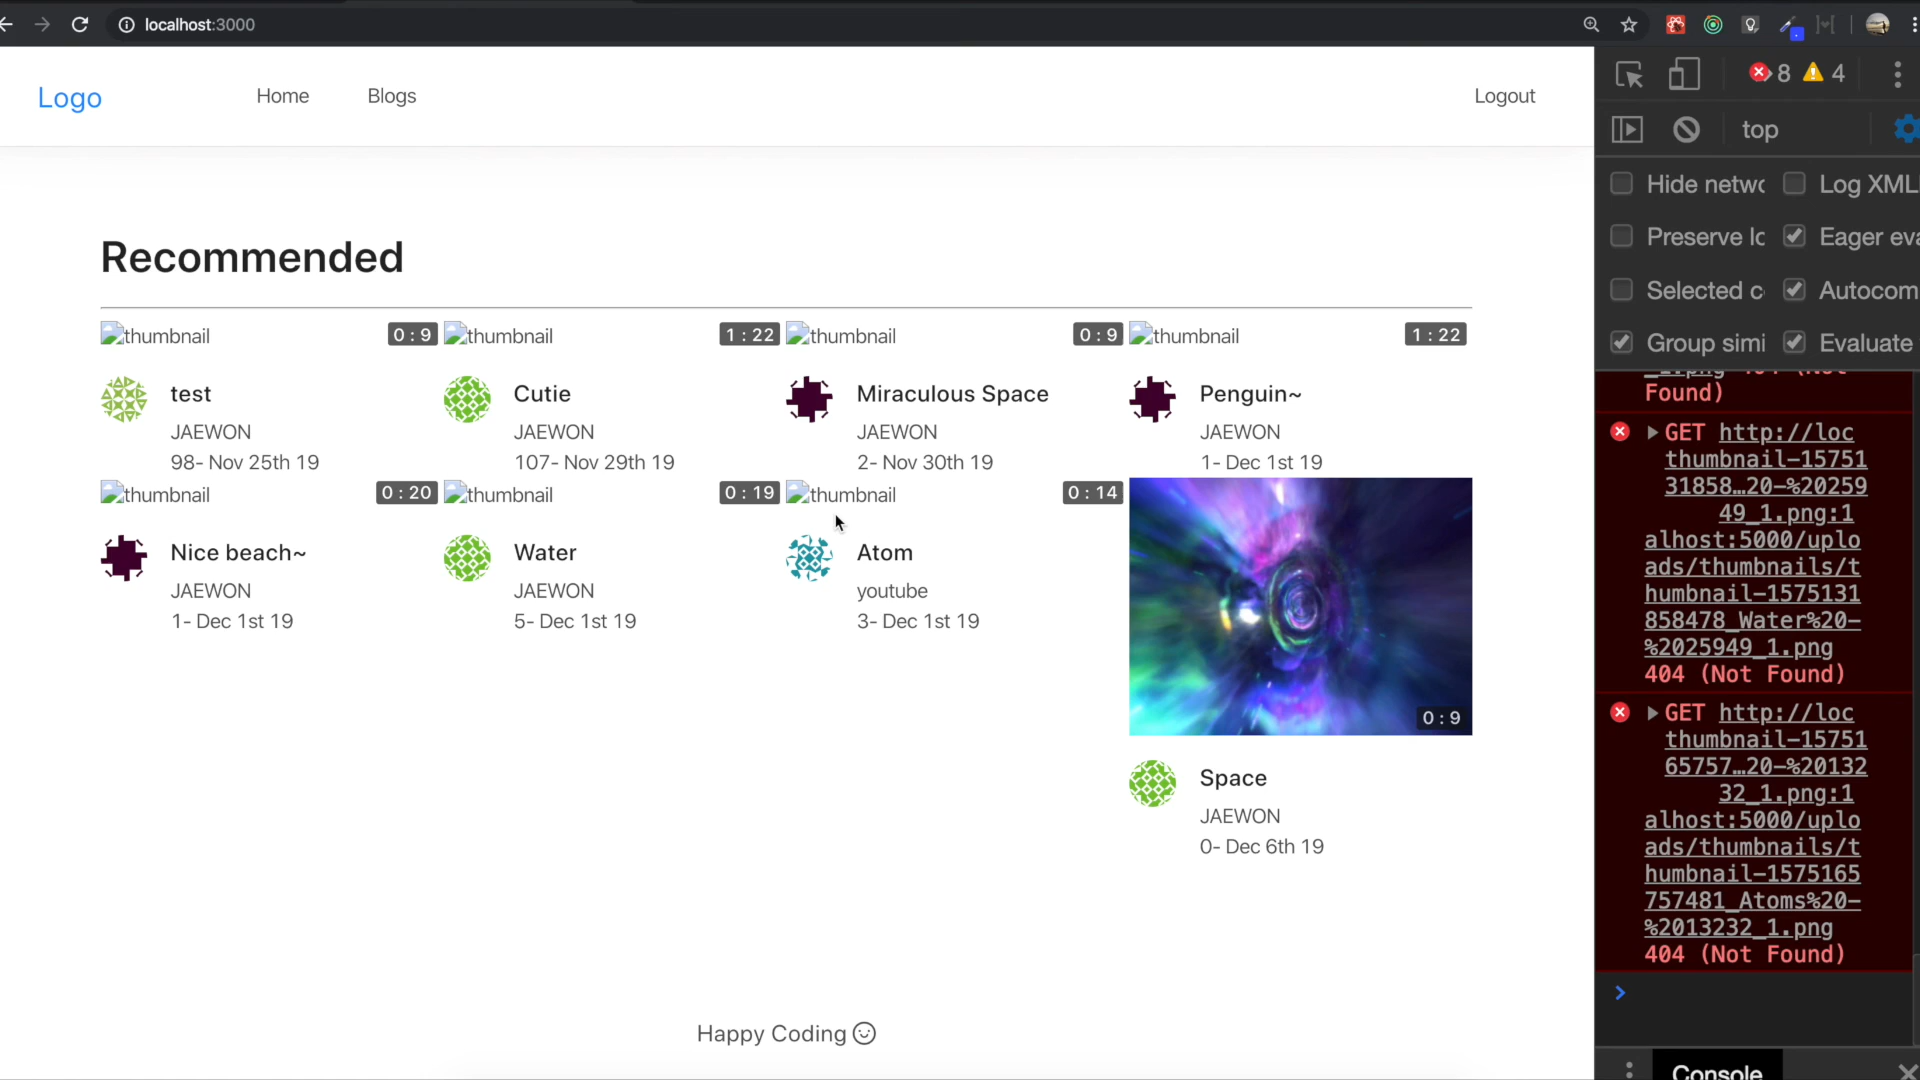 localhost:3000
Logo
Home
Blogs
Logout
8
4
top
Hide netwo
Log XML
Preserve lo
Eager eva
Selected c
Autocom
Group simi
Evaluate
Recommended
thumbnail
0 : 9
thumbnail
1 : 22
thumbnail
0 : 9
thumbnail
1 : 22
test
JAEWON
98- Nov 25th 19
Cutie
JAEWON
107- Nov 29th 19
Miraculous Space
JAEWON
2- Nov 30th 19
Penguin~
JAEWON
1- Dec 1st 19
thumbnail
0 : 20
thumbnail
0 : 19
thumbnail
0 : 14
0 : 9
Nice beach~
JAEWON
1- Dec 1st 19
Water
JAEWON
5- Dec 1st 19
Atom
youtube
3- Dec 1st 19
Space
JAEWON
0- Dec 6th 19
Happy Coding
Found)
GET http://loc
thumbnail-15751
31858…20-%20259
49_1.png:1
alhost:5000/uplo
ads/thumbnails/t
humbnail-1575131
858478_Water%20-
%2025949_1.png
404 (Not Found)
GET http://loc
thumbnail-15751
65757…20-%20132
32_1.png:1
alhost:5000/uplo
ads/thumbnails/t
humbnail-1575165
757481_Atoms%20-
%2013232_1.png
404 (Not Found)
Console